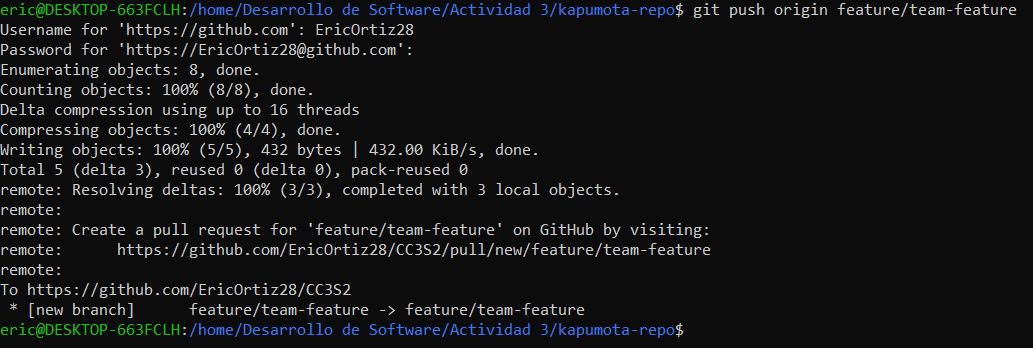 eric@DESKTOP-663FCLH:/home/Desarrollo de Software/Actividad 3/kapumota-repo$ git push origin feature/team-feature
Username for 'https://github.com': EricOrtiz28
Password for 'https://EricOrtiz28@github.com':
Enumerating objects: 8, done.
Counting objects: 100% (8/8), done.
Delta compression using up to 16 threads
Compressing objects: 100% (4/4), done.
Writing objects: 100% (5/5), 432 bytes | 432.00 KiB/s, done.
Total 5 (delta 3), reused 0 (delta 0), pack-reused 0
remote: Resolving deltas: 100% (3/3), completed with 3 local objects.
remote:
remote: Create a pull request for 'feature/team-feature' on GitHub by visiting:
remote:      https://github.com/EricOrtiz28/CC3S2/pull/new/feature/team-feature
remote:
To https://github.com/EricOrtiz28/CC3S2
 * [new branch]      feature/team-feature -> feature/team-feature
eric@DESKTOP-663FCLH:/home/Desarrollo de Software/Actividad 3/kapumota-repo$